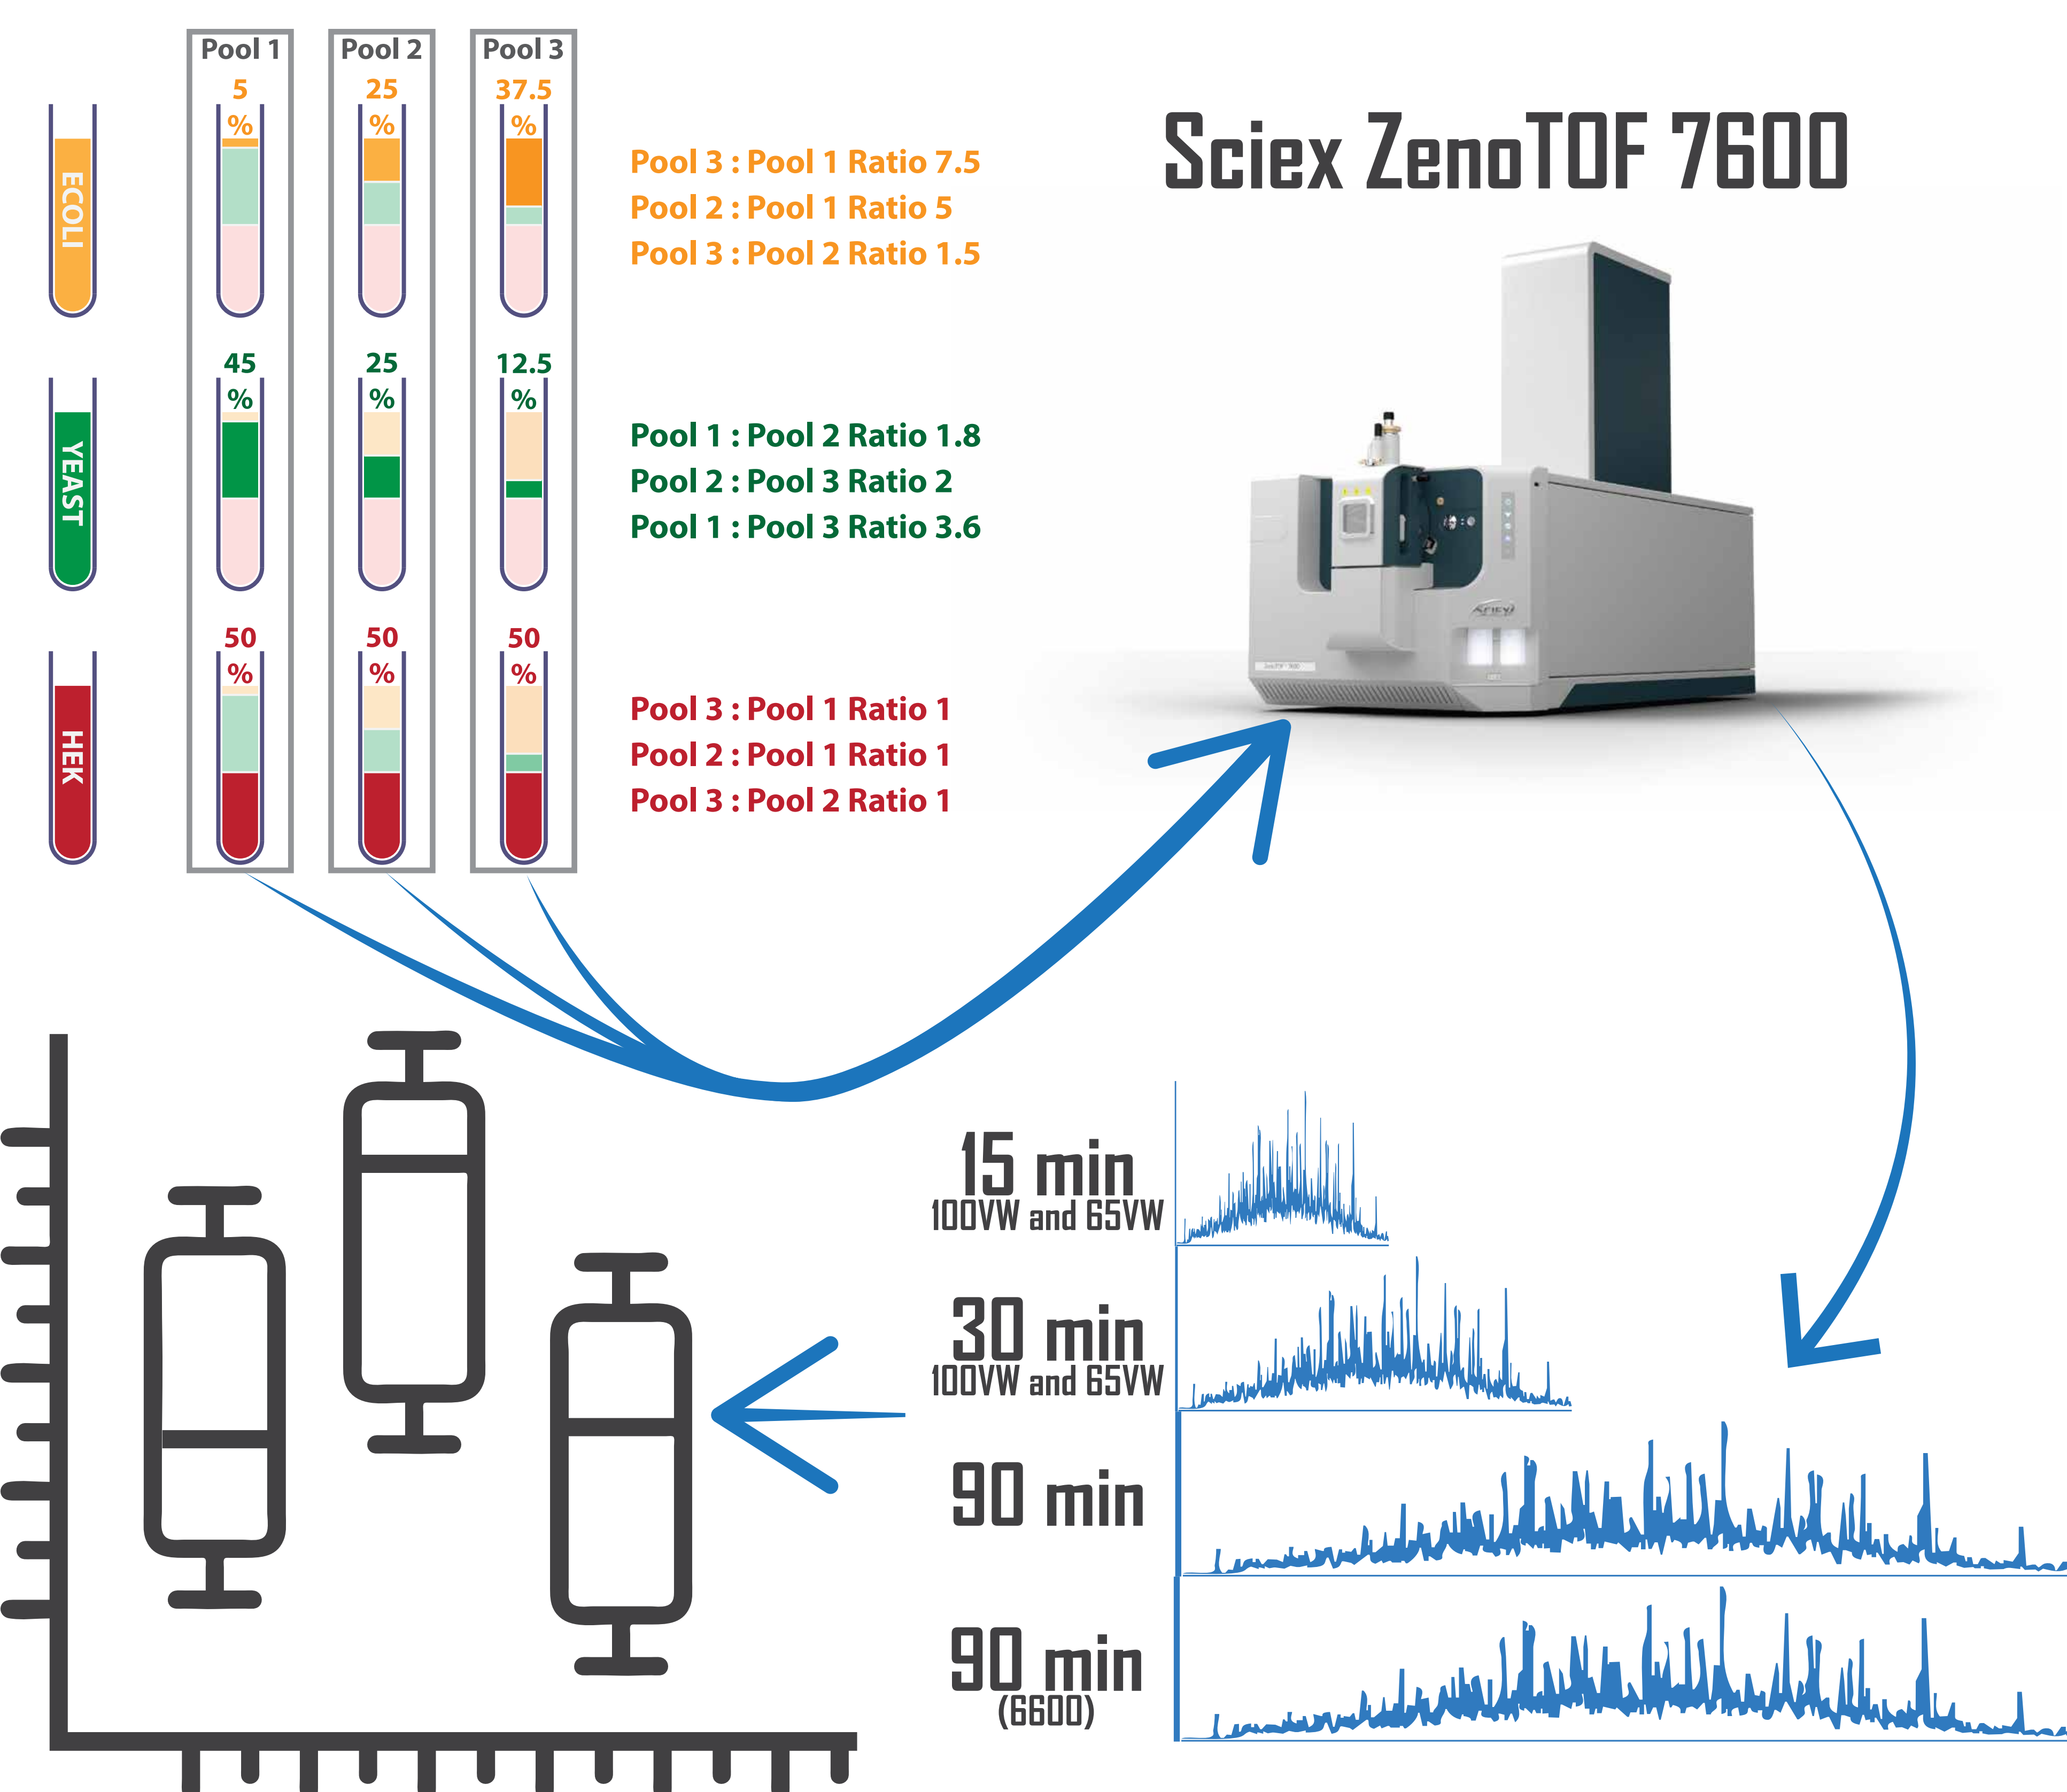 Pool 1
Pool 2
Pool 3
5
%
25
%
37.5
%
ECOLI
Pool 3 : Pool 1 Ratio 7.5
Pool 2 : Pool 1 Ratio 5
Pool 3 : Pool 2 Ratio 1.5
45
%
25
%
12.5
%
YEAST
Pool 1 : Pool 2 Ratio 1.8
Pool 2 : Pool 3 Ratio 2
Pool 1 : Pool 3 Ratio 3.6
50
%
50
%
50
%
HEK
Pool 3 : Pool 1 Ratio 1
Pool 2 : Pool 1 Ratio 1
Pool 3 : Pool 2 Ratio 1
Sciex ZenoTOF 7600
ZenoTOF 7600
15 min
100VW and 65VW
30 min
100VW and 65VW
90 min
90 min
(6600)